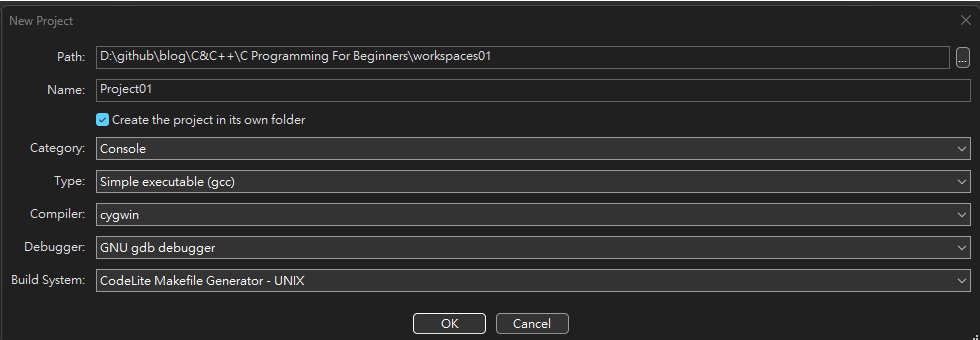 New Project
Path: D:\github\blog\C&C++\C Programming For Beginners\workspaces01 ...
Name: Project01
Create the project in its own folder
Category: Console
Type: Simple executable (gcc)
Compiler: cygwin
Debugger: GNU gdb debugger
Build System: CodeLite Makefile Generator - UNIX
OK Cancel